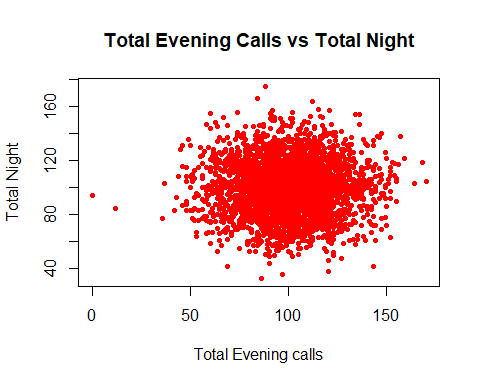 Total Evening Calls vs Total Night
Total Night
160
120
80
40
0 50 100 150
Total Evening calls